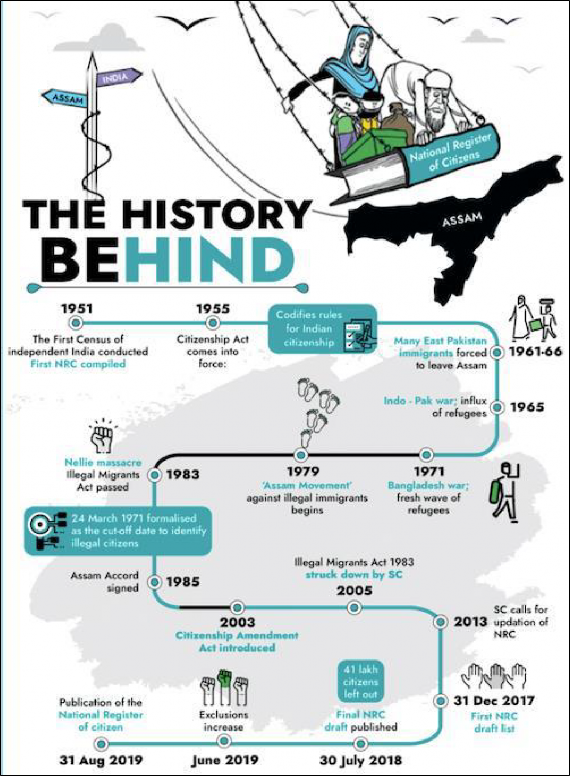 INDIA
ASSAM
National Register
of Citizens
ASSAM
THE HISTORY
BEHIND
1951
The First Census of
independent India conducted
First NRC compiled
1955
Citizenship Act
comes into
force:
Codifies rules
for Indian
citizenship
Many East Pakistan
immigrants forced
to leave Assam
1961-66
Indo - Pak war; influx
of refugees
1965
1971
Bangladesh war;
fresh wave of
refugees
1979
'Assam Movement'
against illegal immigrants
begins
Nellie massacre
Illegal Migrants
Act passed
1983
24 March 1971 formalised
as the cut-off date to identify
illegal citizens
Assam Accord
signed
1985
2003
Citizenship Amendment
Act introduced
Illegal Migrants Act 1983
struck down by SC
2005
2013
SC calls for
updation of
NRC
31 Dec 2017
First NRC
draft list
41 lakh
citizens
left out
Final NRC
draft published
30 July 2018
Exclusions
increase
June 2019
Publication of the
National Register
of citizen
31 Aug 2019